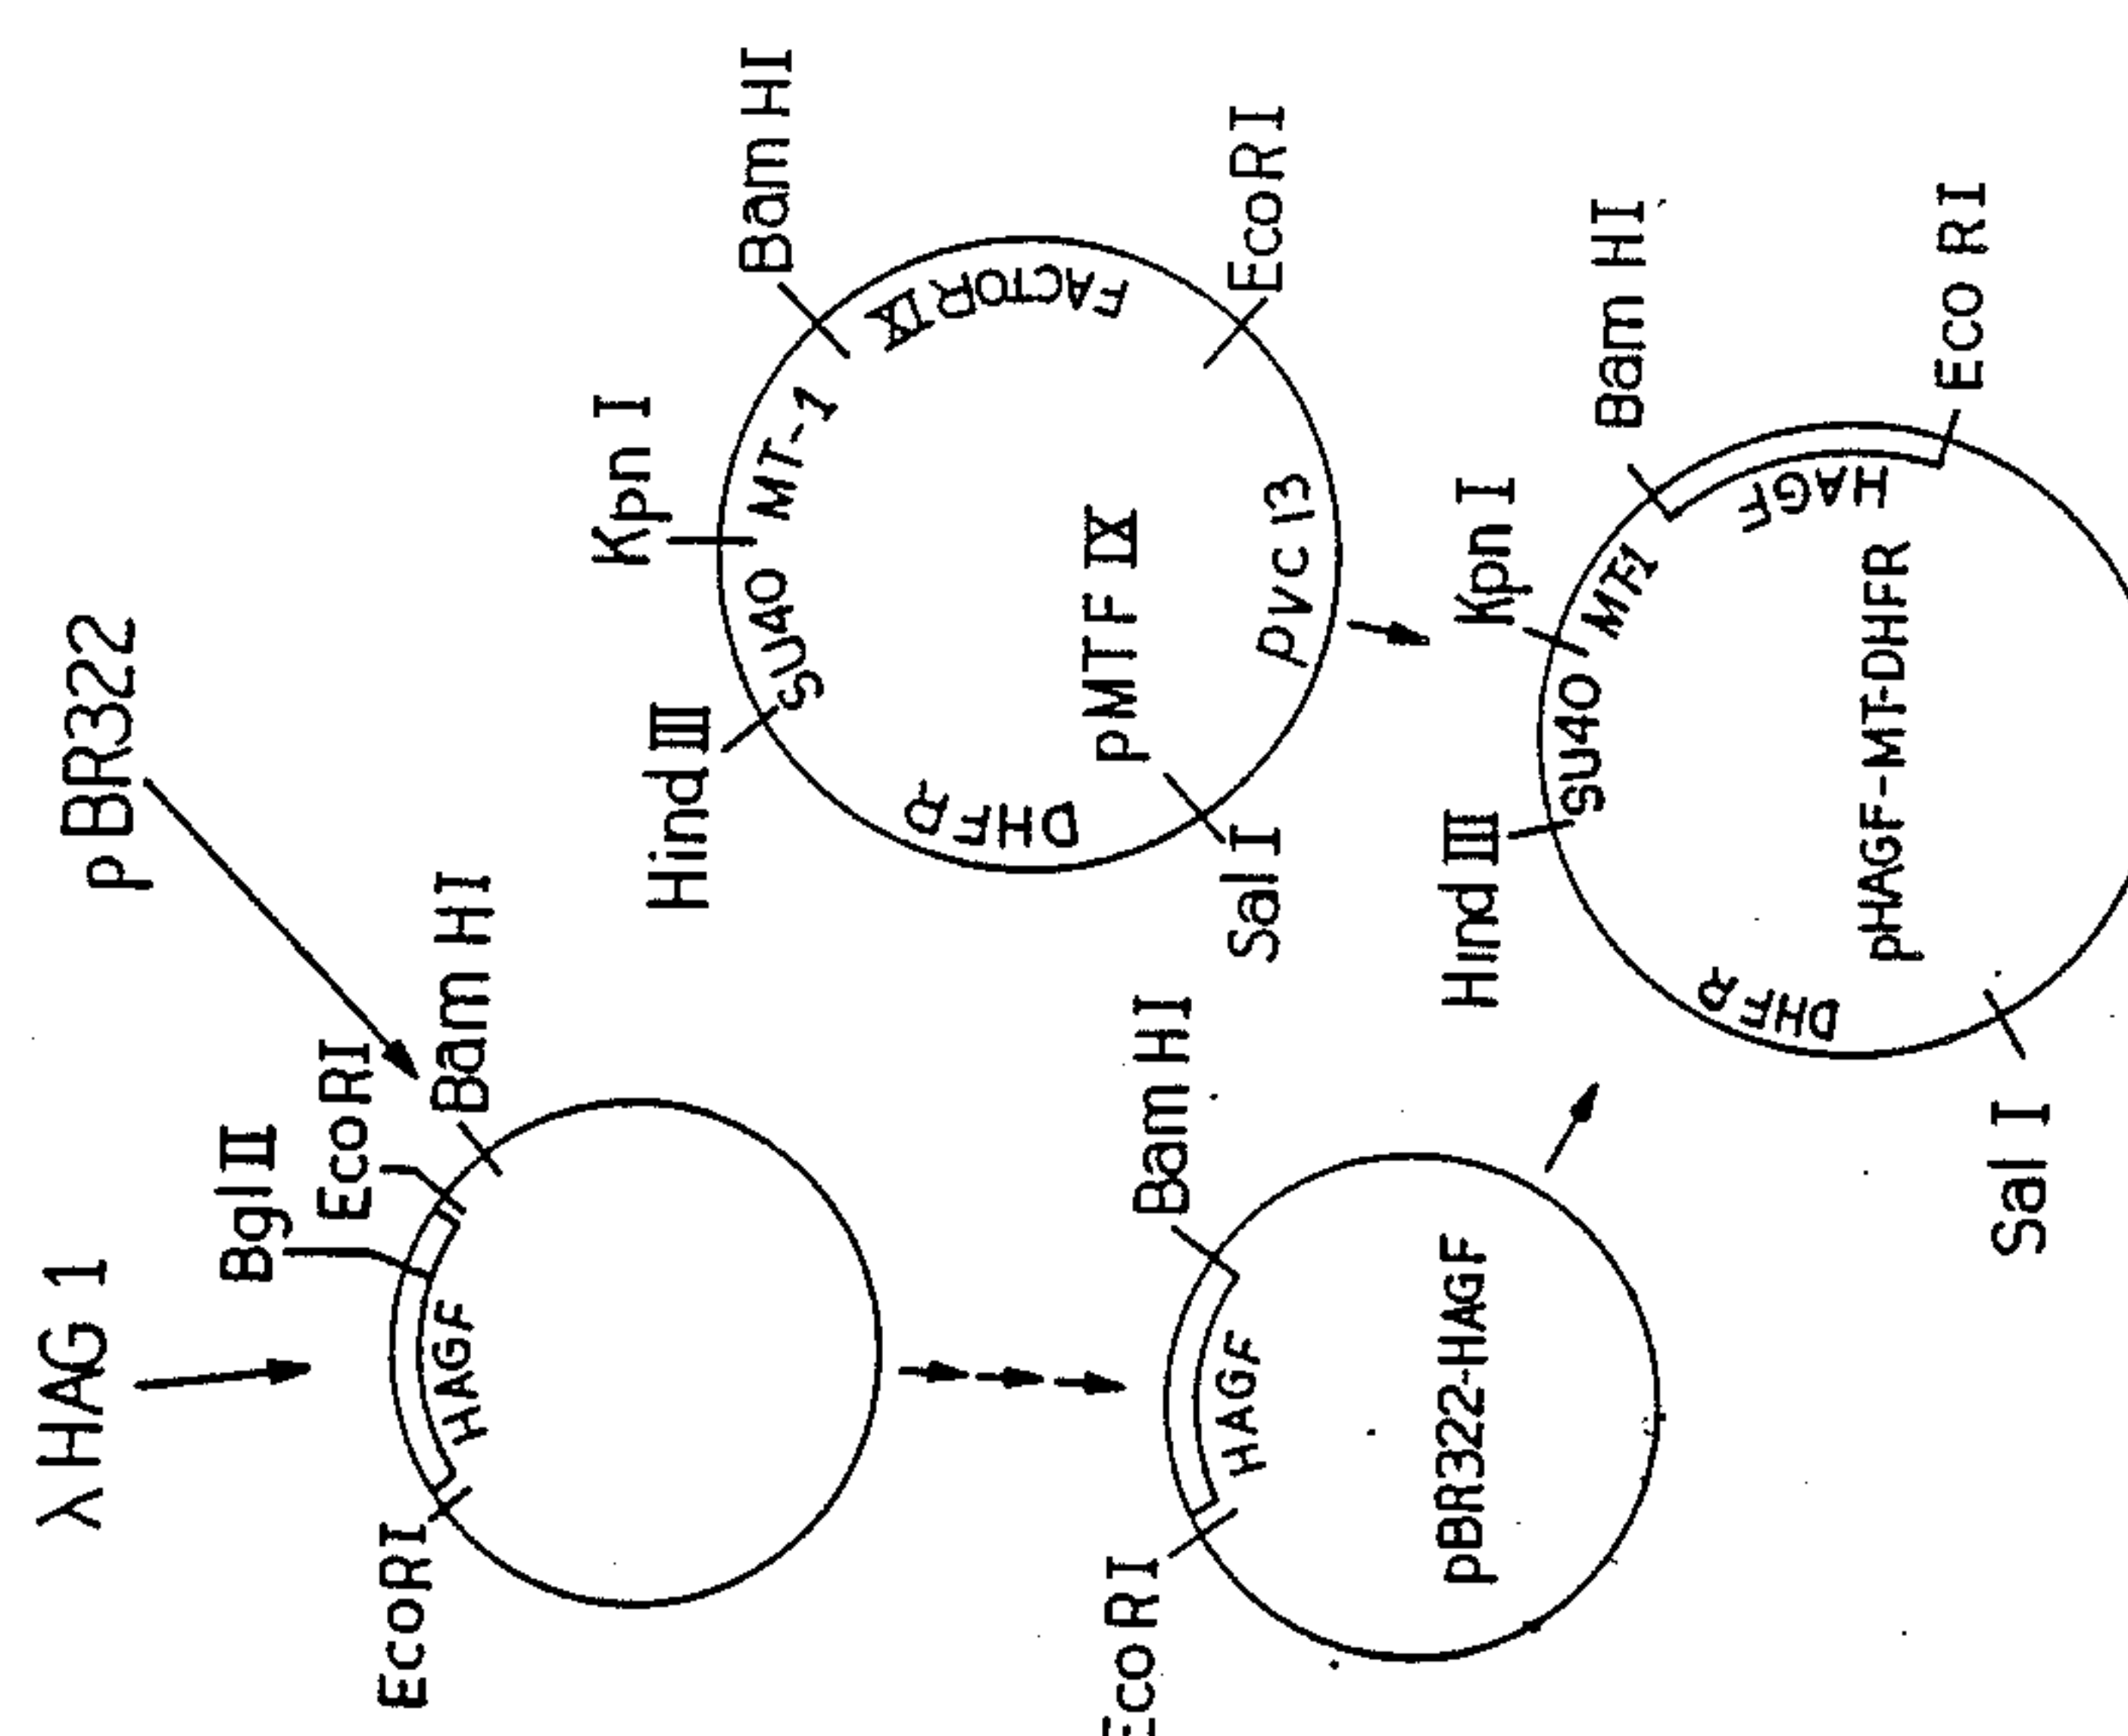 λ HAG 1
pBR322
Bgl II
EcoRI
Bam HI
EcoRI
HAGF
Kpn I
Bam HI
Hind III
SU40
MT-1
FACTOR IX
DHFR
pMTF IX
Sal I
pVC 13
EcoRI
Bam HI
EcoRI
HAGF
pBR322-HAGF
Kpn I
Bam HI
Hind III
SU40
MT-1
HAGF
DHFR
pHAGF-MT-DHFR
Sal I
Eco RI